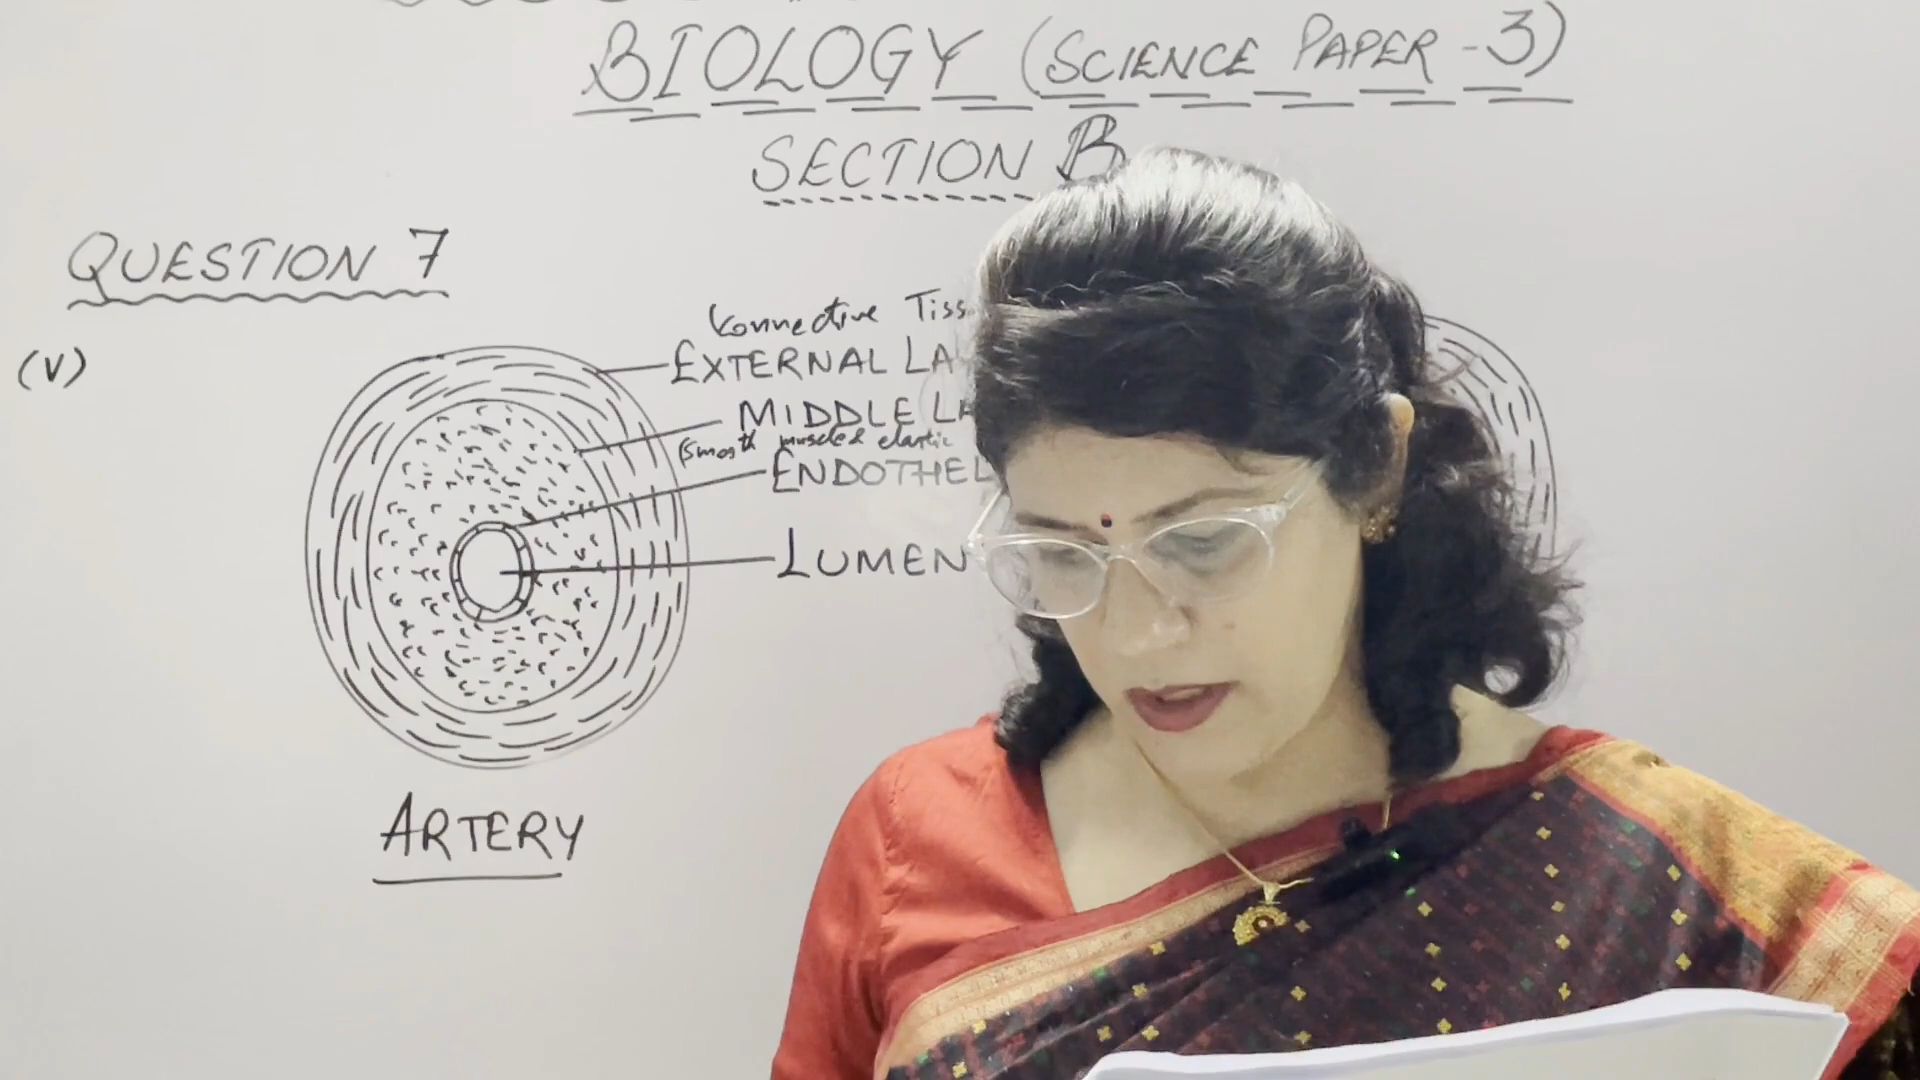 BIOLOGY (SCIENCE PAPER - 3)
SECTION B
QUESTION 7
(V)
Connective Tiss
EXTERNAL LA
MIDDLE LA
(Smooth muscle & elastic
ENDOTHEL
LUMEN
ARTERY